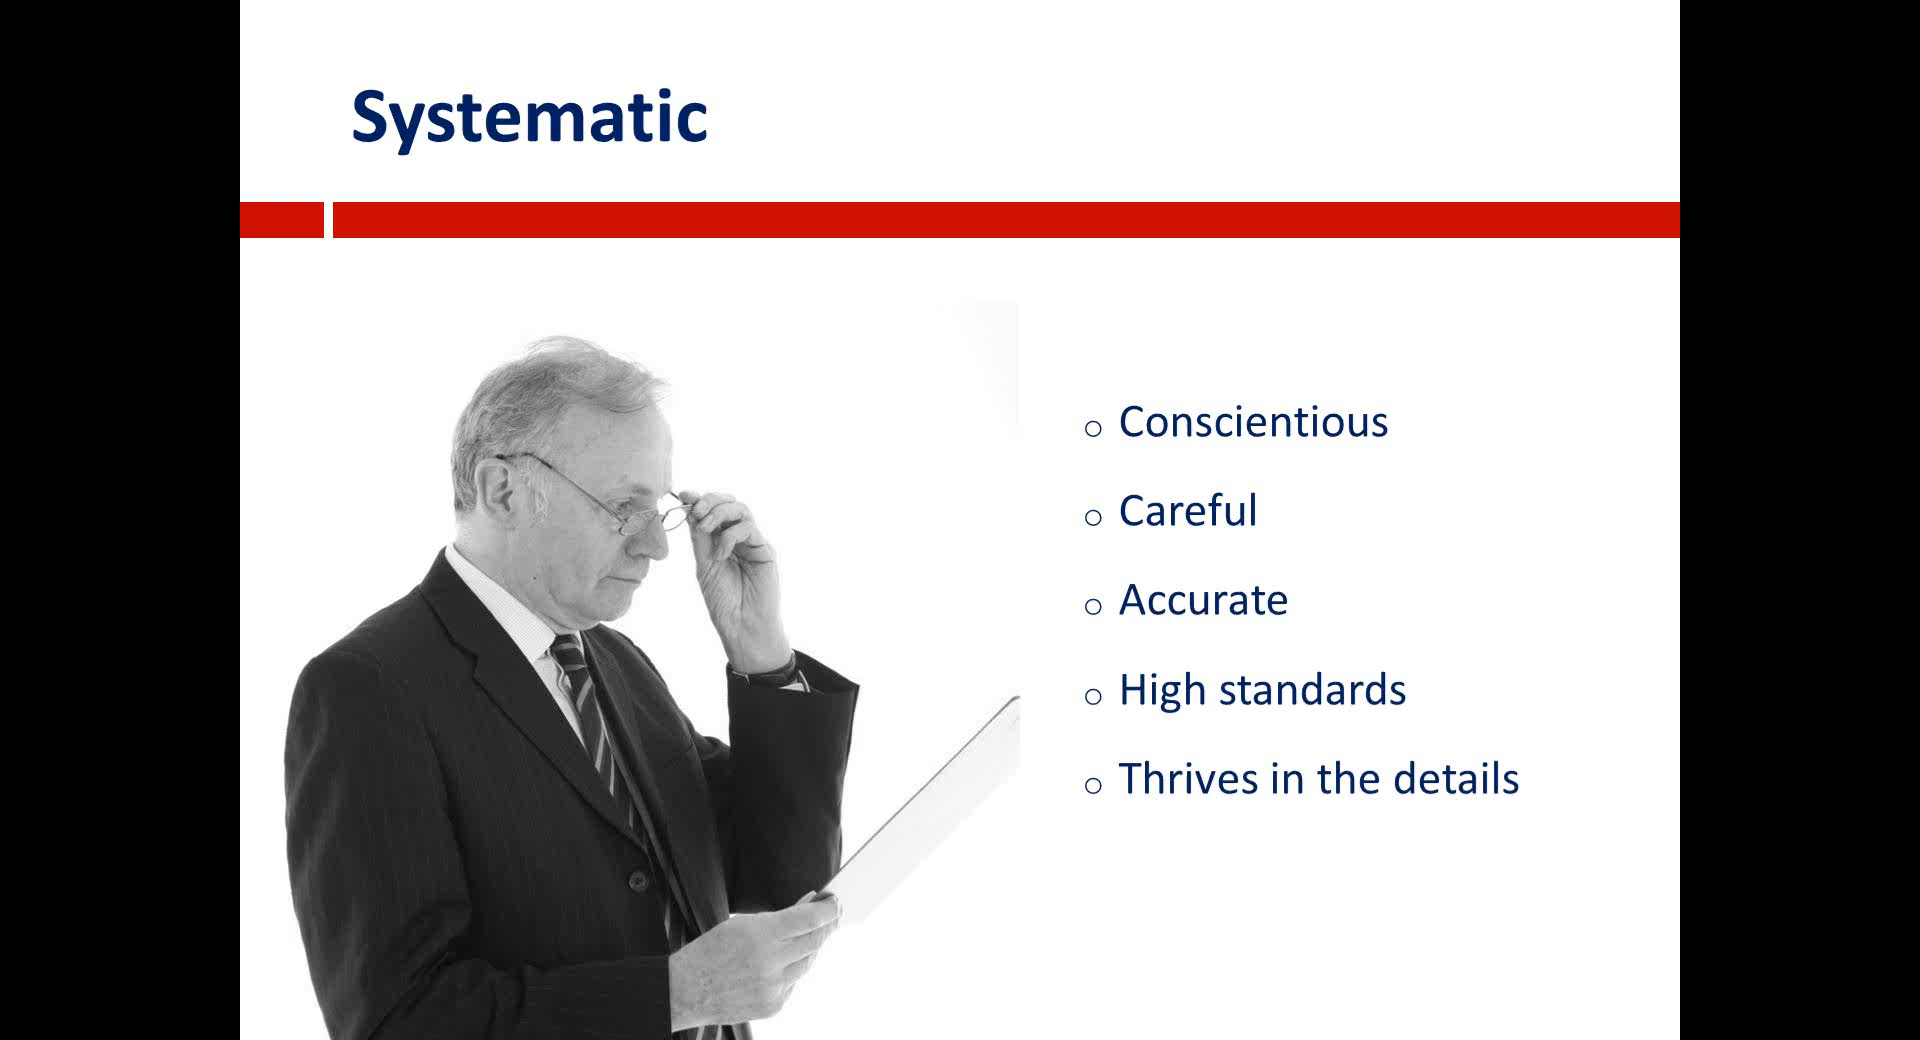 Systematic
Conscientious
Careful
Accurate
High standards
Thrives in the details